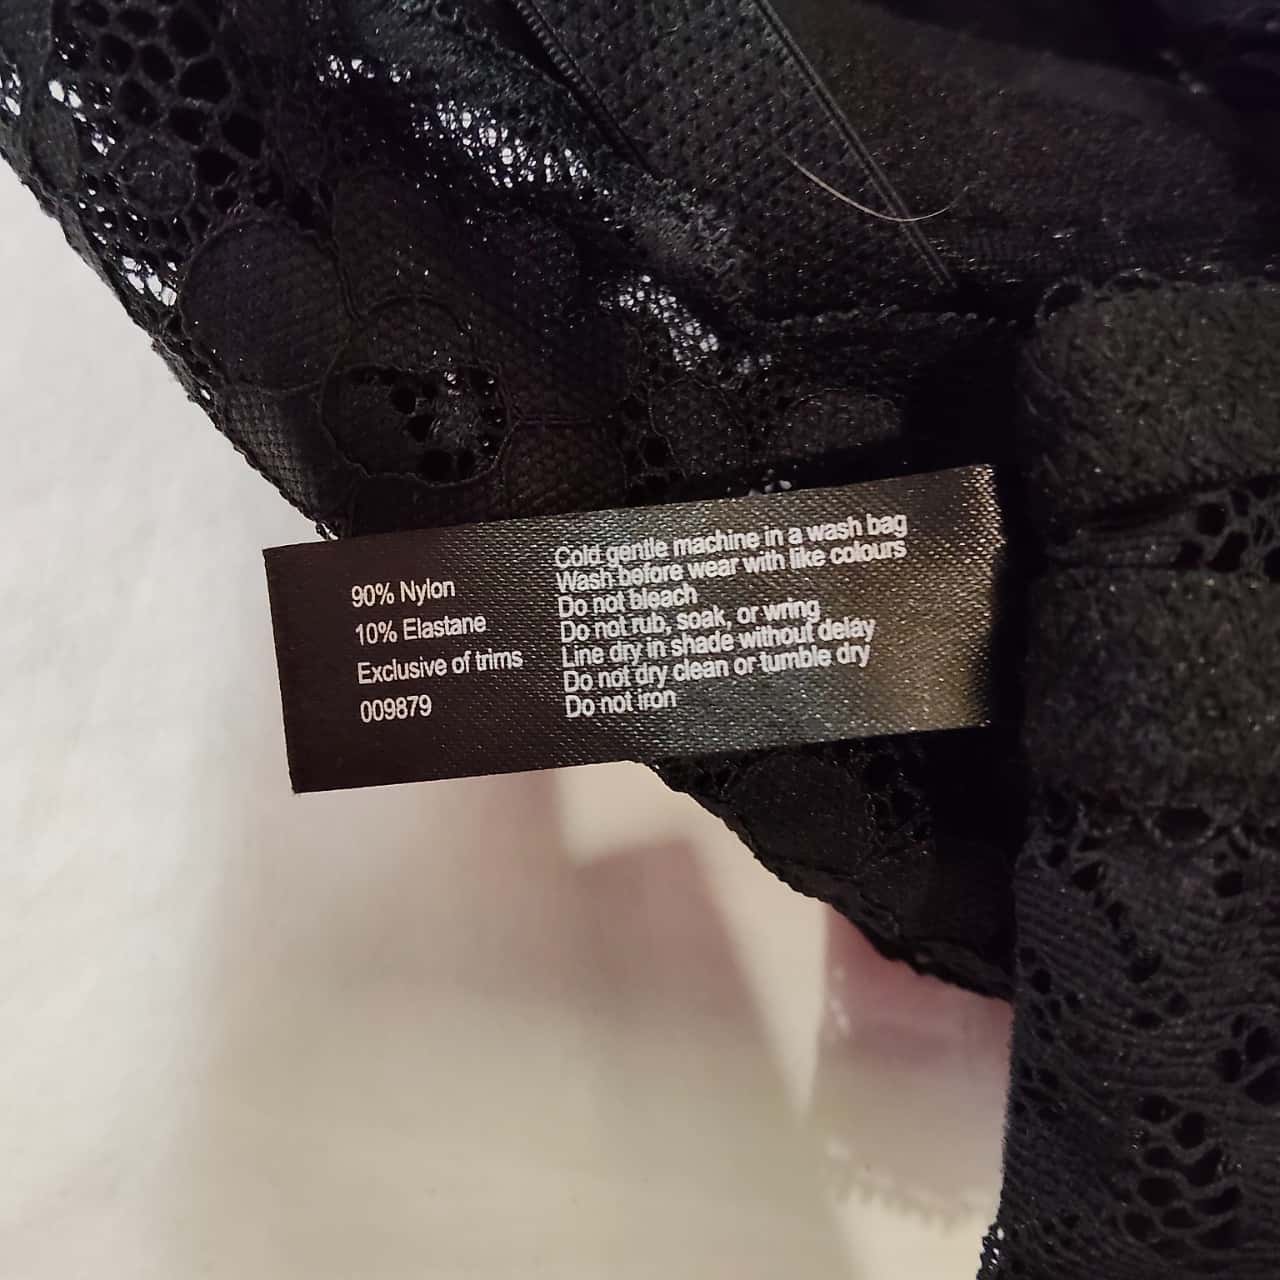 90% Nylon
10% Elastane
Exclusive of trims
009879
Cold gentle machine in a wash bag
Wash before wear with like colours
Do not bleach
Do not rub, soak, or wring
Line dry in shade without delay
Do not dry clean or tumble dry
Do not iron